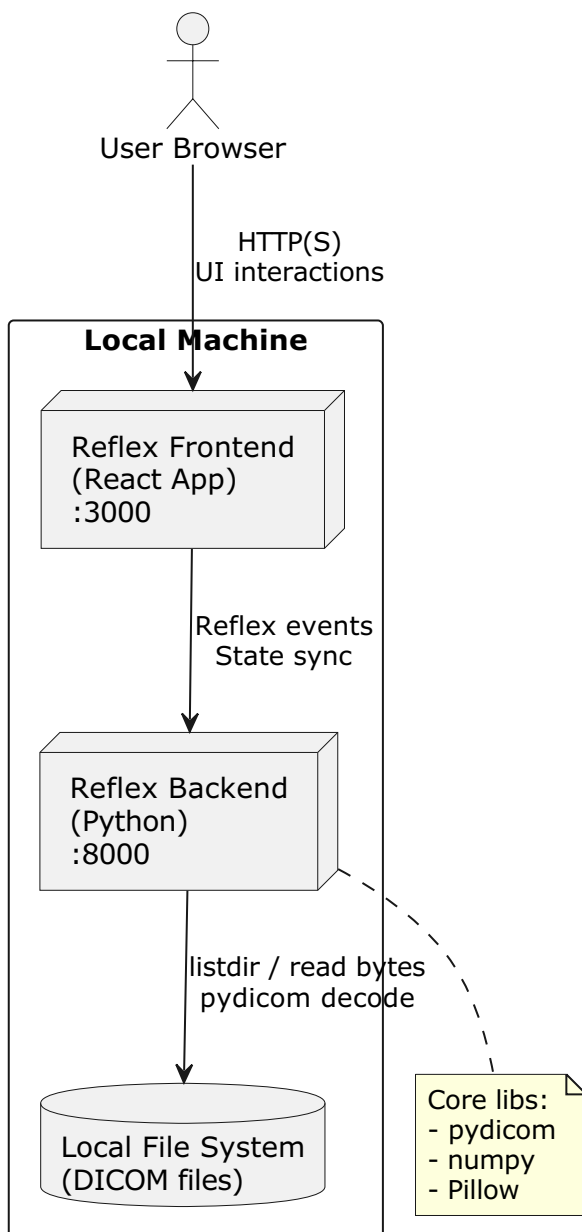 User Browser
HTTP(S)
UI interactions
Local Machine
Reflex Frontend
(React App)
:3000
Reflex events
State sync
Reflex Backend
(Python)
:8000
listdir / read bytes
pydicom decode
Local File System
(DICOM files)
Core libs:
- pydicom
- numpy
- Pillow